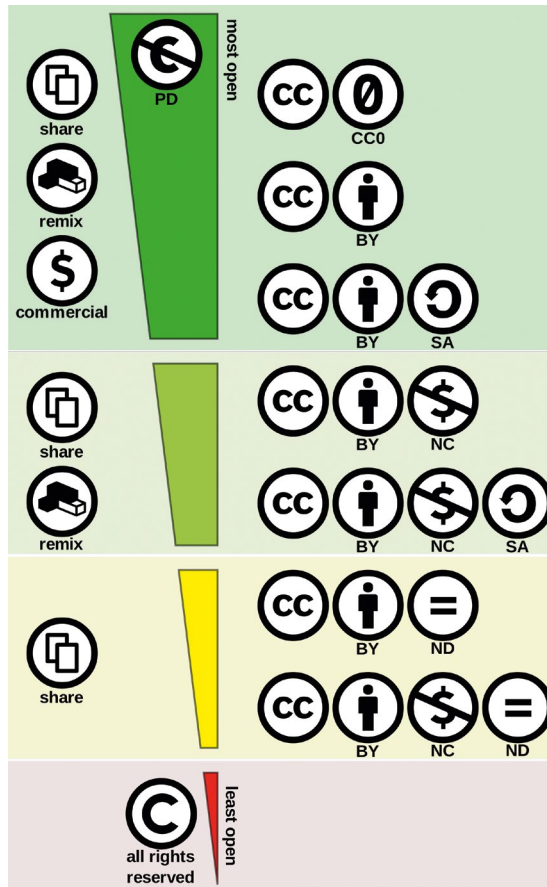 PD
most open
share
remix
commercial
CC
CC0
CC
BY
CC
BY SA
share
remix
CC
BY NC
CC
BY NC SA
share
CC
BY ND
CC
BY NC ND
all rights
reserved
least open